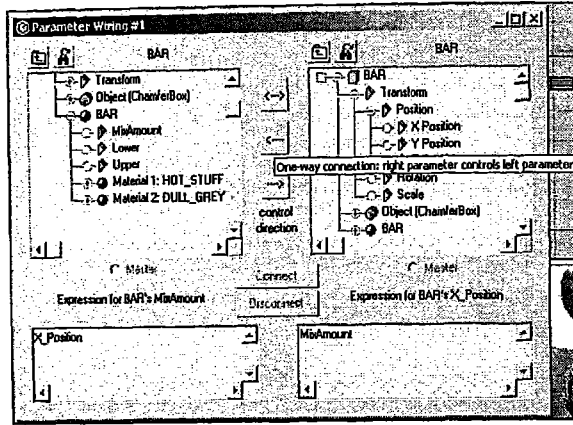 Parameter Wiring #1
BAR
BAR
Transform
Object (ChamferBox)
BAR
MixAmount
Lower
Upper
Material 1: HOT_STUFF
Material 2: DULL_GREY
BAR
Transform
Position
X Position
Y Position
One-way connection: right parameter controls left parameter
Rotation
Scale
Object (ChamferBox)
BAR
control
direction
Master
Connect
Master
Expression for BAR's MixAmount
Disconnect
Expression for BAR's X_Position
X_Position
MixAmount